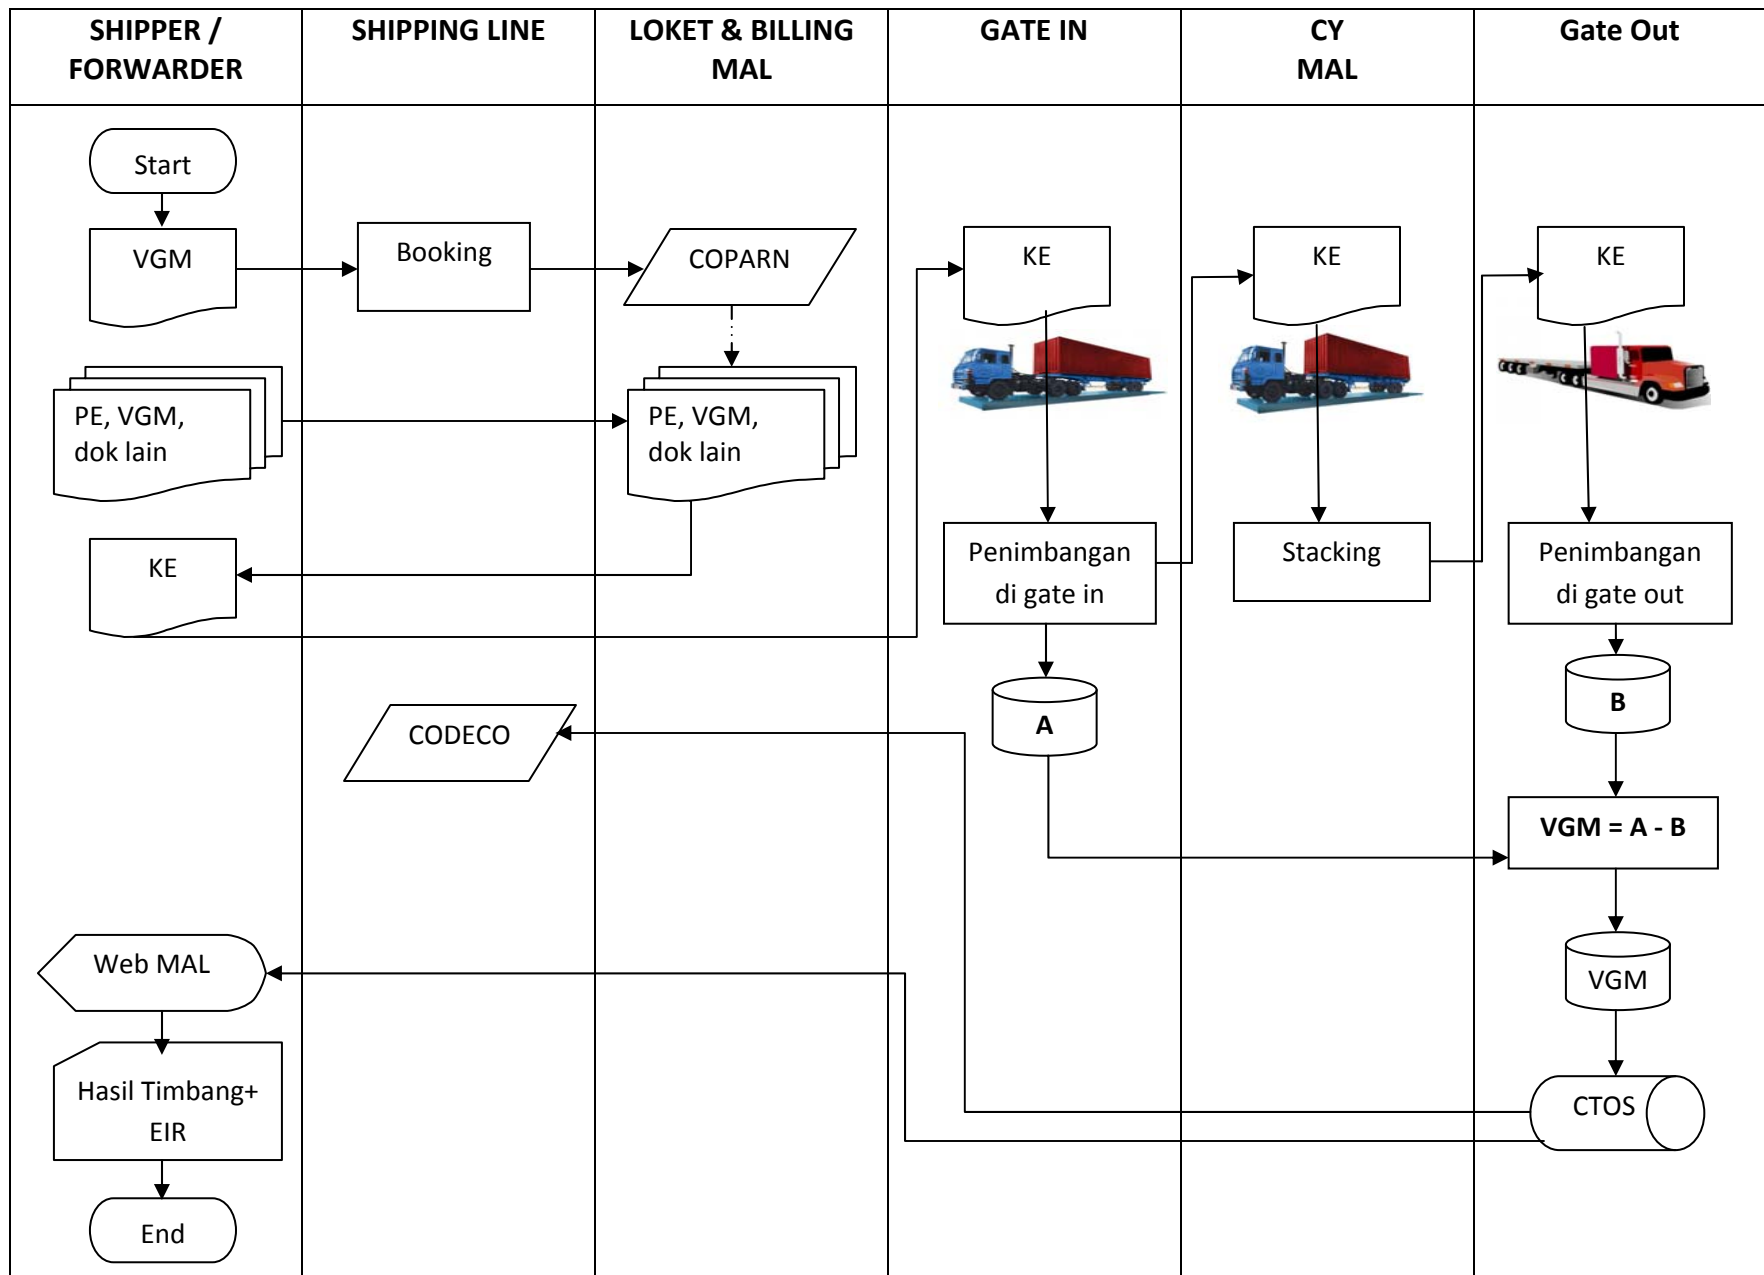 SHIPPER /
FORWARDER
SHIPPING LINE
LOKET & BILLING
MAL
GATE IN
CY
MAL
Gate Out
Start
VGM
Booking
COPARN
KE
KE
KE
PE, VGM,
dok lain
PE, VGM,
dok lain
KE
Penimbangan
di gate in
Stacking
Penimbangan
di gate out
A
B
CODECO
VGM = A - B
Web MAL
VGM
Hasil Timbang+
EIR
CTOS
End